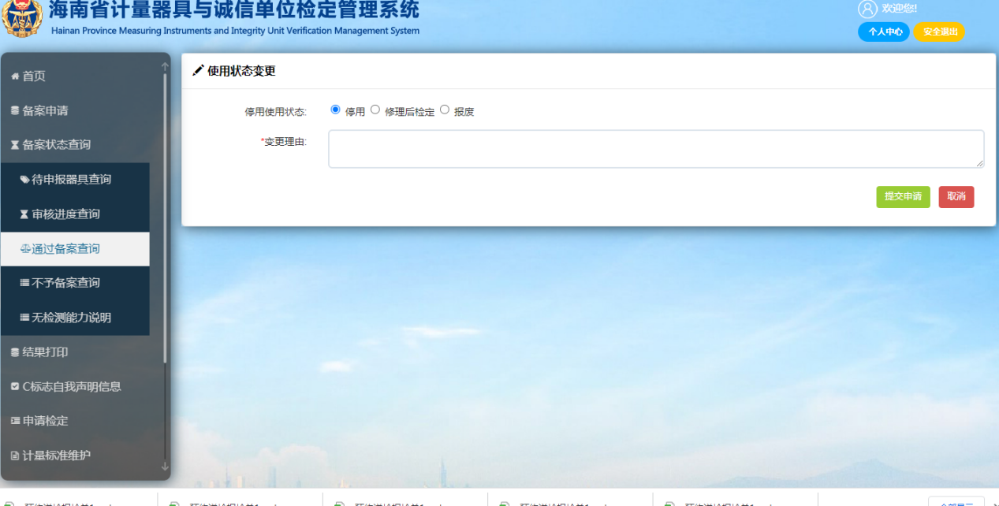 海南省计量器具与诚信单位检定管理系统
Hainan Province Measuring Instruments and Integrity Unit Verification Management System
欢迎您!
个人中心 安全退出
首页
备案申请
备案状态查询
待申报器具查询
审核进度查询
通过备案查询
不予备案查询
无检测能力说明
结果打印
C标志自我声明信息
申请检定
计量标准维护
使用状态变更
停用使用状态: 停用 修理后检定 报废
*变更理由:
提交申请 取消